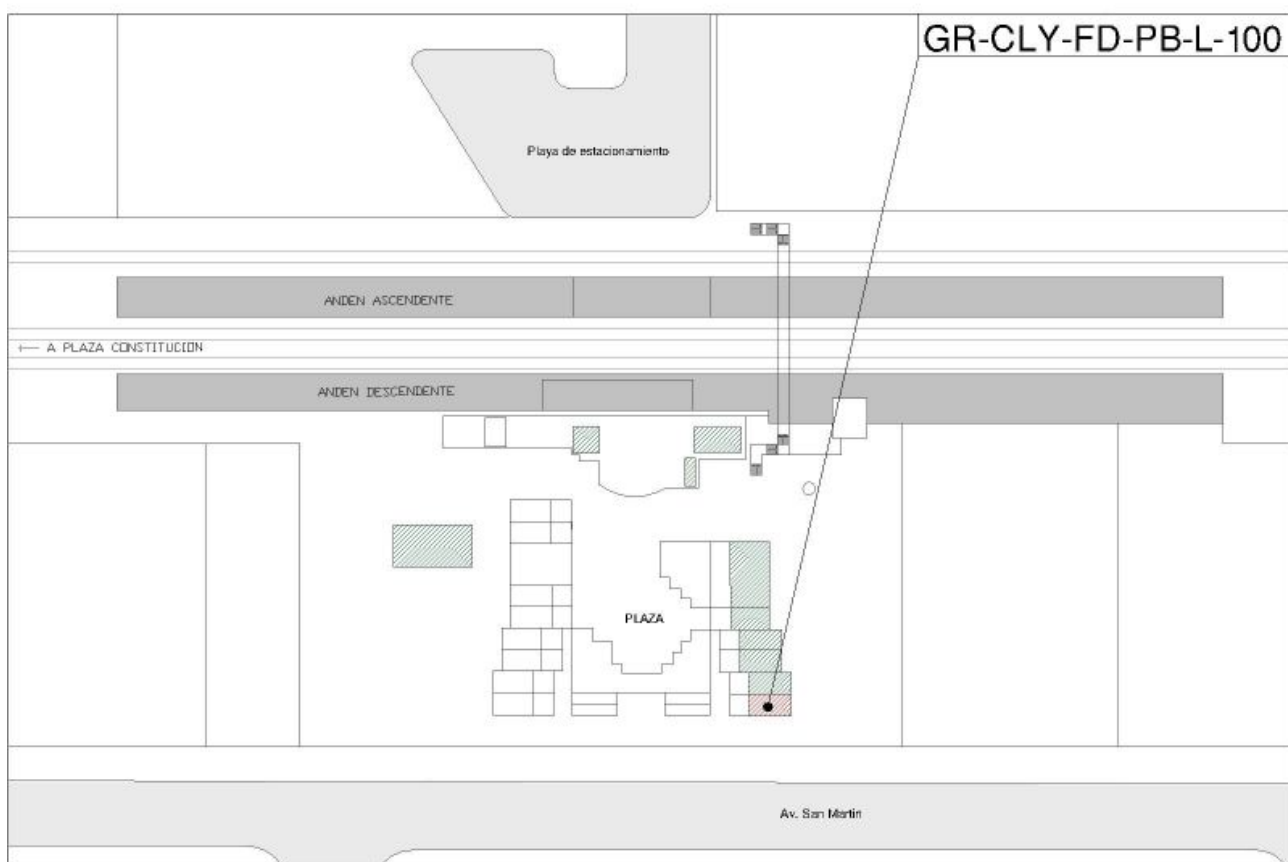 GR-CLY-FD-PB-L-100
Playa de estacionamiento
ANDEN ASCENDENTE
A PLAZA CONSTITUCION
ANDEN DESCENDENTE
PLAZA
Av. San Martin